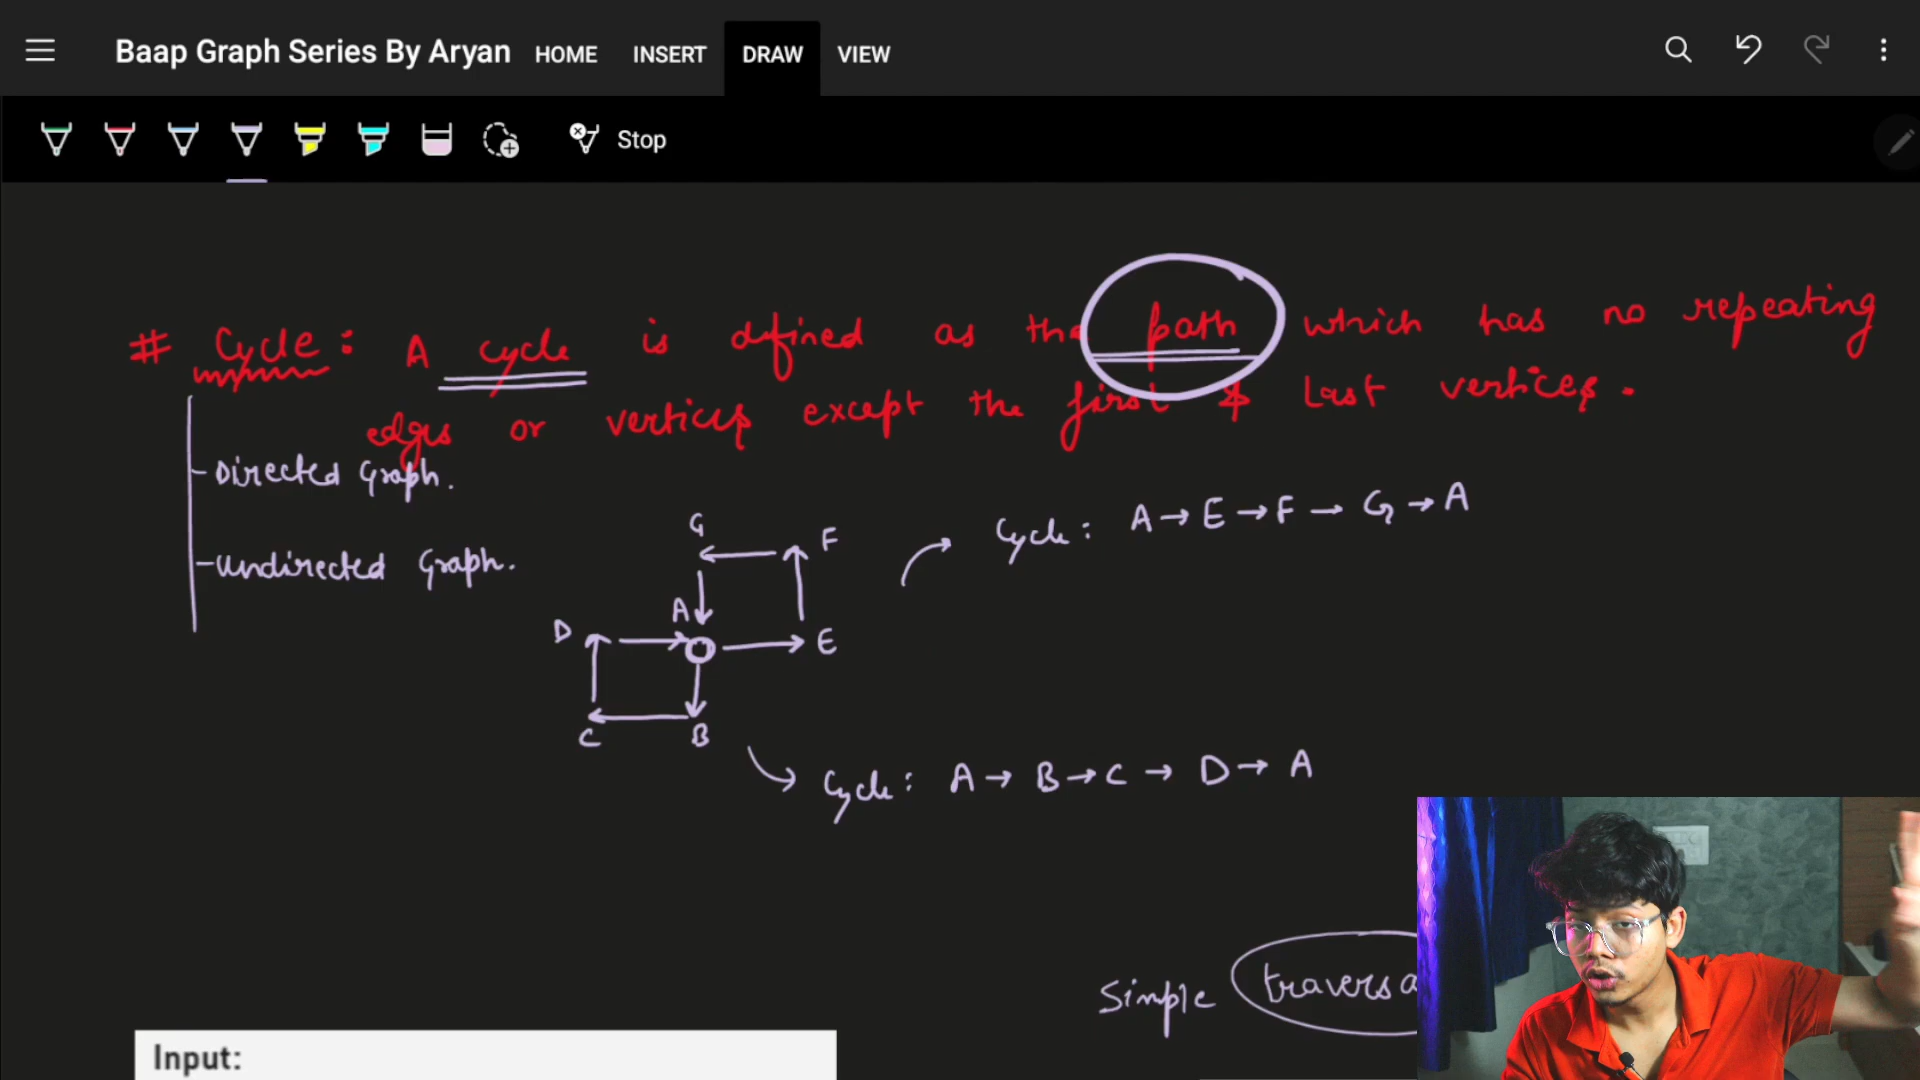 Baap Graph Series By Aryan HOME INSERT DRAW VIEW
Stop
# Cycle: A cycle is defined as the path which has no repeating
edges or vertices except the first & last vertices.
- Directed Graph.
- Undirected Graph.
G
F
A
D
E
C
B
Cycle: A → E → F → G → A
Cycle: A → B → C → D → A
Simple traversa
Input: